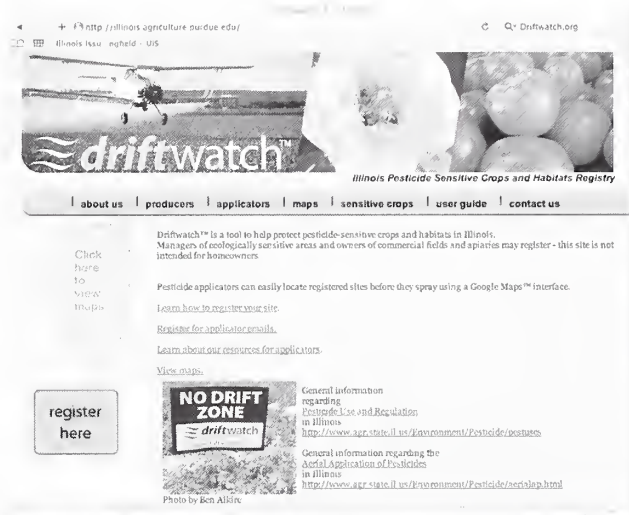 + http //illinois agriculture purdue edu/
Driftwatch.org
Illinois Issu ngfield - UIS
driftwatch™
Illinois Pesticide Sensitive Crops and Habitats Registry
about us | producers | applicators | maps | sensitive crops | user guide | contact us
Driftwatch™ is a tool to help protect pesticide-sensitive crops and habitats in Illinois.
Managers of ecologically sensitive areas and owners of commercial fields and apiaries may register - this site is not
intended for homeowners
Click
here
to
view
maps
Pesticide applicators can easily locate registered sites before they spray using a Google Maps™ interface.
Learn how to register your site.
Register for applicator emails.
Learn about our resources for applicators.
View maps.
register
here
NO DRIFT
ZONE
driftwatch
General information
regarding
Pesticide Use and Regulation
in Illinois
http://www.agr.state.il.us/Environment/Pesticide/pestuses
General information regarding the
Aerial Application of Pesticides
in Illinois
http://www.agr.state.il.us/Environment/Pesticide/aerialap.html
Photo by Ben Alkire